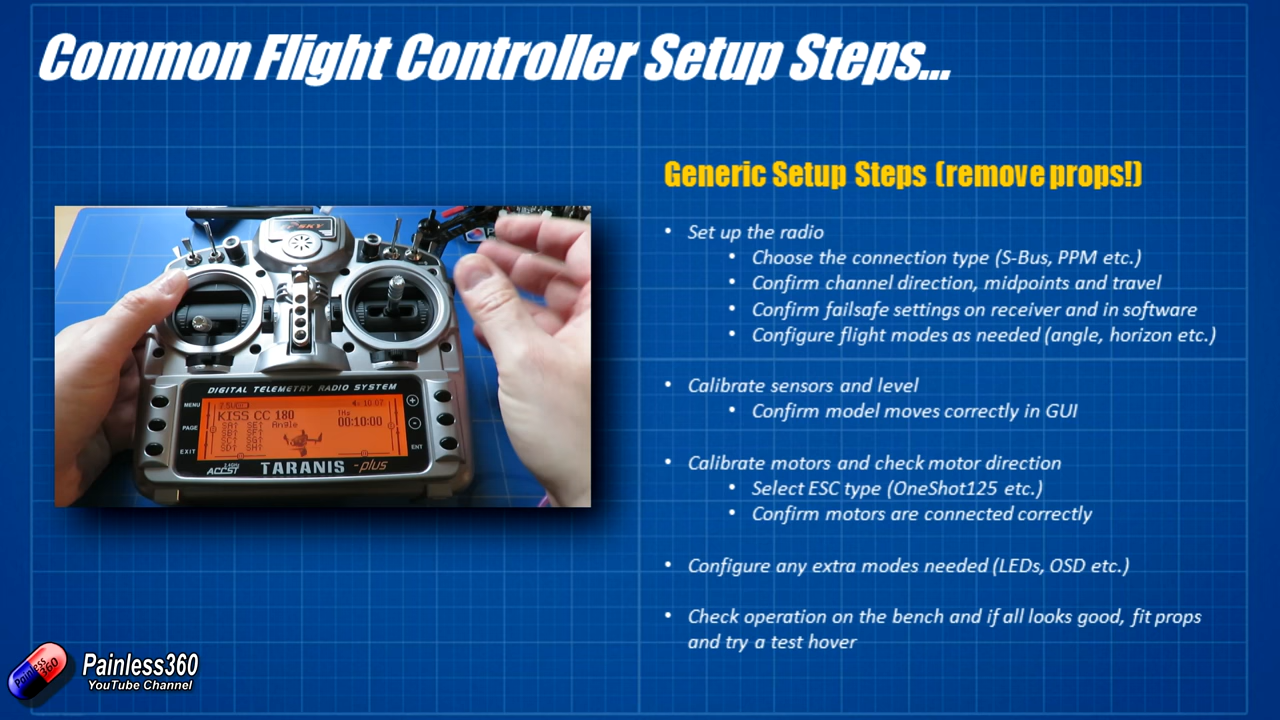 Common Flight Controller Setup Steps...
Generic Setup Steps (remove props!)
• Set up the radio
• Choose the connection type (S-Bus, PPM etc.)
• Confirm channel direction, midpoints and travel
• Confirm failsafe settings on receiver and in software
• Configure flight modes as needed (angle, horizon etc.)
• Calibrate sensors and level
• Confirm model moves correctly in GUI
• Calibrate motors and check motor direction
• Select ESC type (OneShot125 etc.)
• Confirm motors are connected correctly
• Configure any extra modes needed (LEDs, OSD etc.)
• Check operation on the bench and if all looks good, fit props
and try a test hover
SKY
DIGITAL TELEMETRY RADIO SYSTEM
MENU
PAGE
EXIT
ENT
10:07
KISS CC 180
00:10:00
Angle
ACCST
TARANIS -plus
Painless
360
Painless360
YouTube Channel